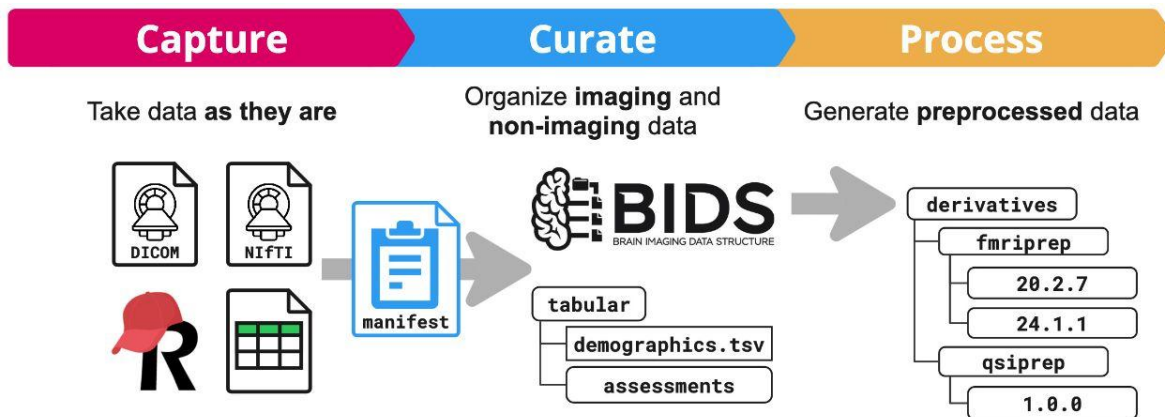 Capture
Curate
Process
Take data as they are
Organize imaging and
non-imaging data
Generate preprocessed data
DICOM
NIfTI
R
manifest
BIDS
BRAIN IMAGING DATA STRUCTURE
tabular
demographics.tsv
assessments
derivatives
fmriprep
20.2.7
24.1.1
qsiprep
1.0.0